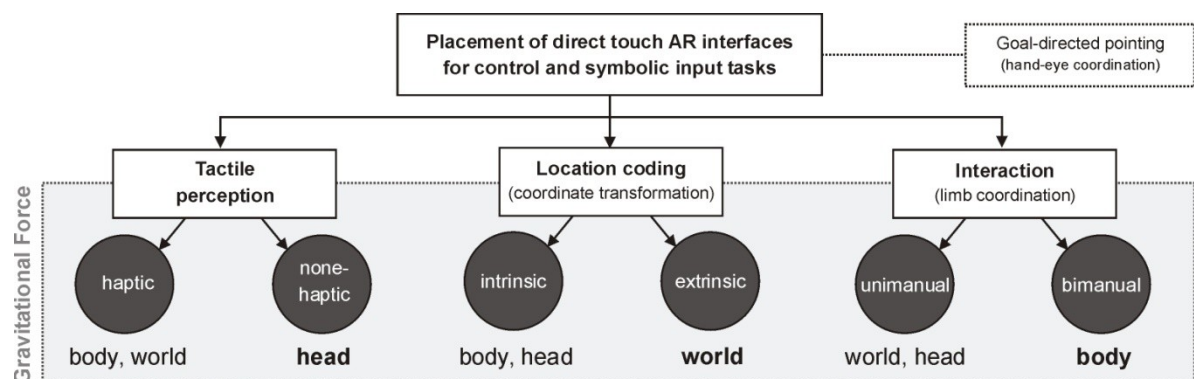 Placement of direct touch AR interfaces
for control and symbolic input tasks
Goal-directed pointing
(hand-eye coordination)
Tactile
perception
Location coding
(coordinate transformation)
Interaction
(limb coordination)
Gravitational Force
haptic
none-
haptic
intrinsic
extrinsic
unimanual
bimanual
body, world
head
body, head
world
world, head
body